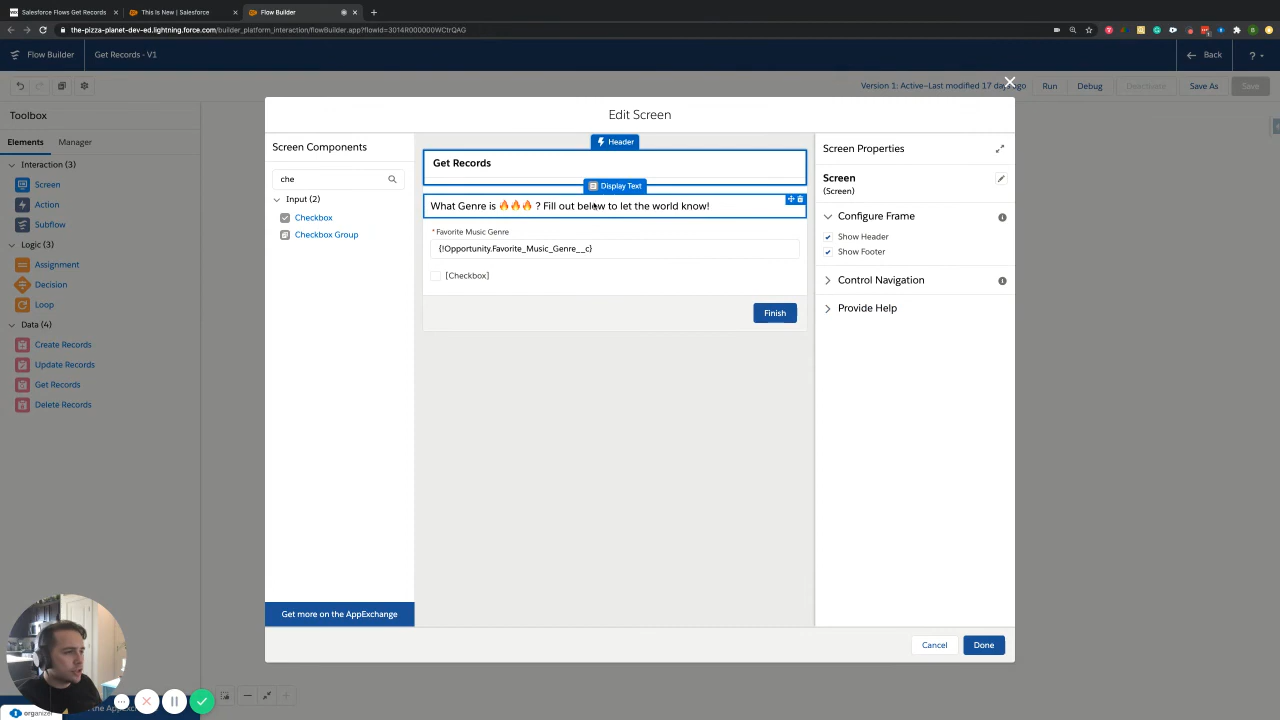 Salesforce Flows Get Records
This Is New | Salesforce
Flow Builder
the-pizza-planet-dev-ed.lightning.force.com/builder_platform_interaction/flowBuilder.app?flowId=3014R000000WCtrQAG
Flow Builder
Get Records - V1
Back
?
Version 1: Active–Last modified 17 days ago
Run
Debug
Deactivate
Save As
Save
Toolbox
Elements
Manager
Interaction (3)
Screen
Action
Subflow
Logic (3)
Assignment
Decision
Loop
Data (4)
Create Records
Update Records
Get Records
Delete Records
Edit Screen
Screen Components
che
Input (2)
Checkbox
Checkbox Group
Get more on the AppExchange
Header
Get Records
Display Text
What Genre is 🔥🔥🔥 ? Fill out below to let the world know!
* Favorite Music Genre
{!Opportunity.Favorite_Music_Genre__c}
[Checkbox]
Finish
Screen Properties
Screen
(Screen)
Configure Frame
Show Header
Show Footer
Control Navigation
Provide Help
Cancel
Done
organizer